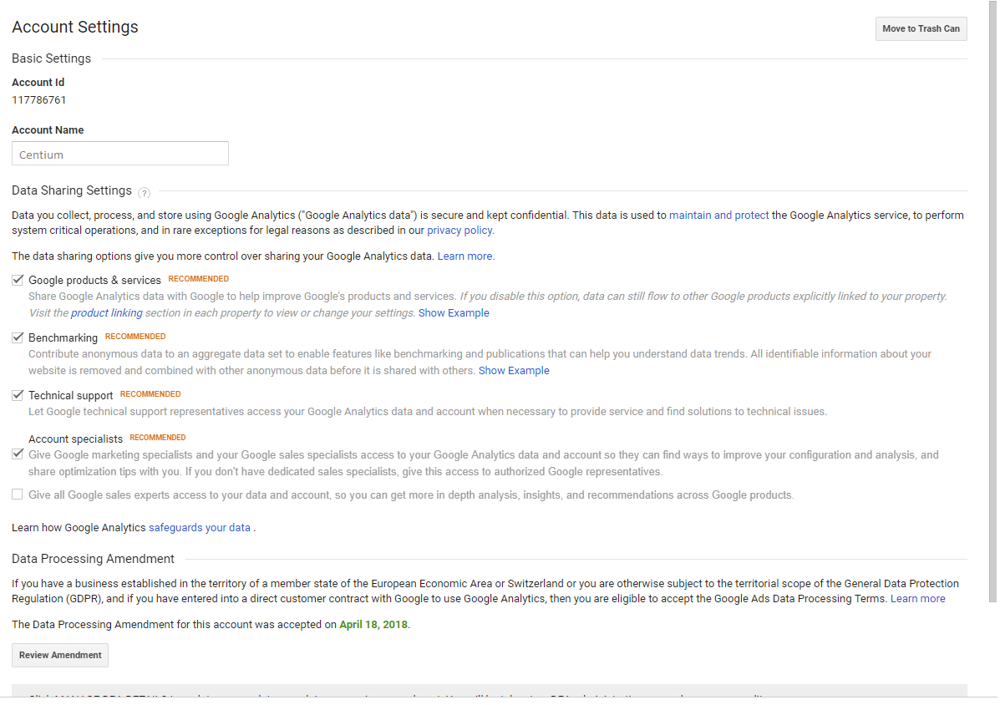 Account Settings
Move to Trash Can
Basic Settings
Account Id
117786761
Account Name
Centium
Data Sharing Settings ?
Data you collect, process, and store using Google Analytics ("Google Analytics data") is secure and kept confidential. This data is used to maintain and protect the Google Analytics service, to perform
system critical operations, and in rare exceptions for legal reasons as described in our privacy policy.
The data sharing options give you more control over sharing your Google Analytics data. Learn more.
Google products & services RECOMMENDED
Share Google Analytics data with Google to help improve Google's products and services. If you disable this option, data can still flow to other Google products explicitly linked to your property.
Visit the product linking section in each property to view or change your settings. Show Example
Benchmarking RECOMMENDED
Contribute anonymous data to an aggregate data set to enable features like benchmarking and publications that can help you understand data trends. All identifiable information about your
website is removed and combined with other anonymous data before it is shared with others. Show Example
Technical support RECOMMENDED
Let Google technical support representatives access your Google Analytics data and account when necessary to provide service and find solutions to technical issues.
Account specialists RECOMMENDED
Give Google marketing specialists and your Google sales specialists access to your Google Analytics data and account so they can find ways to improve your configuration and analysis, and
share optimization tips with you. If you don't have dedicated sales specialists, give this access to authorized Google representatives.
Give all Google sales experts access to your data and account, so you can get more in depth analysis, insights, and recommendations across Google products.
Learn how Google Analytics safeguards your data .
Data Processing Amendment
If you have a business established in the territory of a member state of the European Economic Area or Switzerland or you are otherwise subject to the territorial scope of the General Data Protection
Regulation (GDPR), and if you have entered into a direct customer contract with Google to use Google Analytics, then you are eligible to accept the Google Ads Data Processing Terms. Learn more
The Data Processing Amendment for this account was accepted on April 18, 2018.
Review Amendment